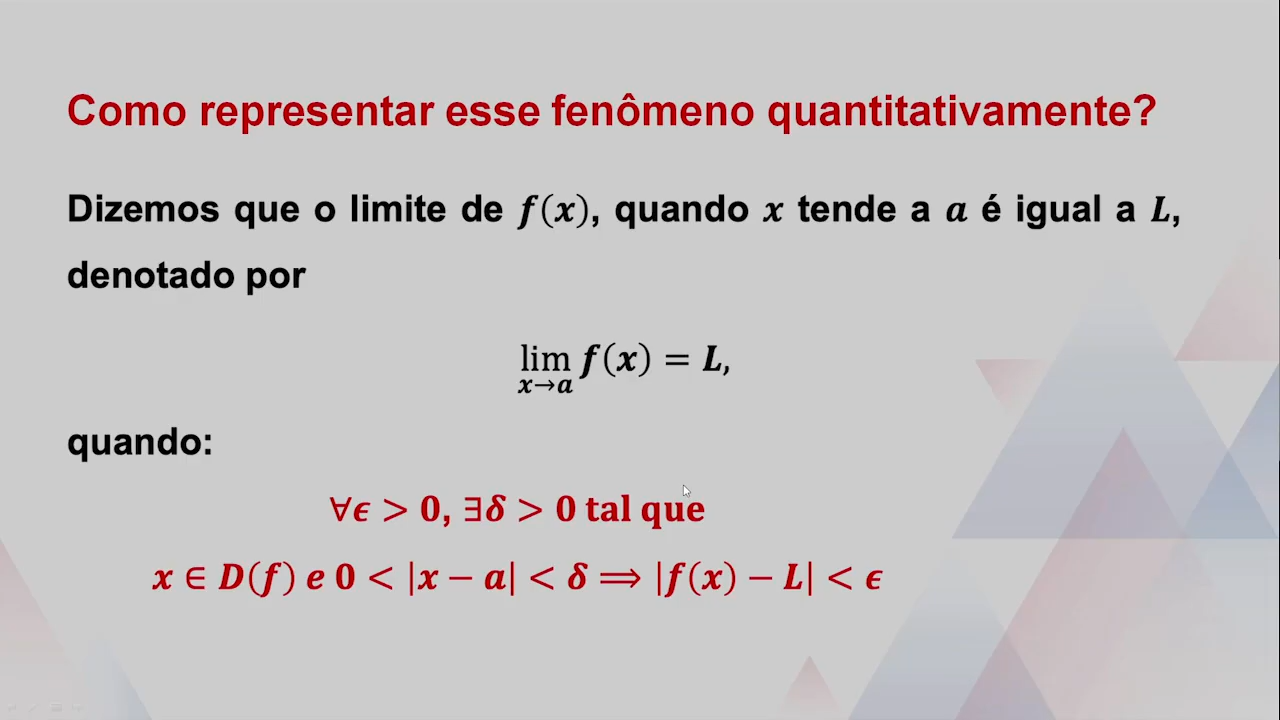 Como representar esse fenômeno quantitativamente?
Dizemos que o limite de f(x), quando x tende a a é igual a L,
denotado por
lim f(x) = L,
x→a
quando:
∀ϵ > 0, ∃δ > 0 tal que
x ∈ D(f) e 0 < |x − a| < δ ⟹ |f(x) − L| < ϵ